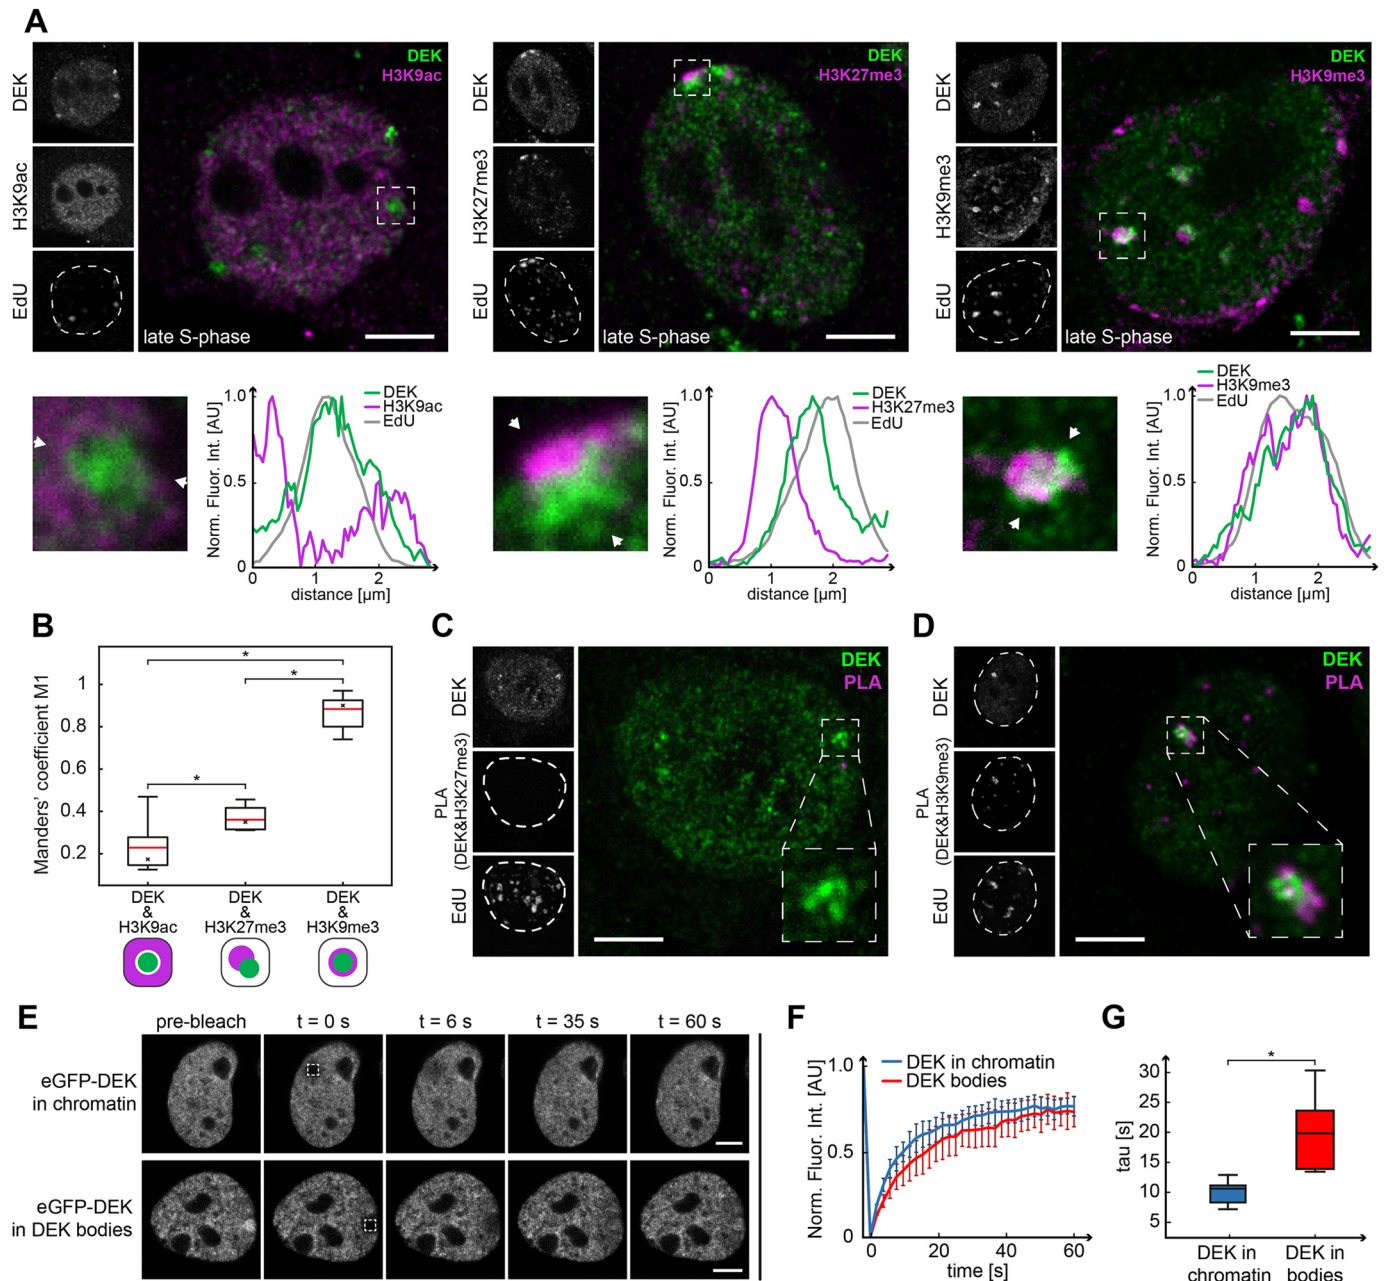 A
DEK
H3K9ac
EdU
DEK
H3K9ac
late S-phase
DEK
H3K27me3
EdU
DEK
H3K27me3
late S-phase
DEK
H3K9me3
EdU
DEK
H3K9me3
late S-phase
Norm. Fluor. Int. [AU]
1.0
0.5
0
0 1 2
distance [µm]
DEK
H3K9ac
EdU
Norm. Fluor. Int. [AU]
1.0
0.5
0
0 1 2
distance [µm]
DEK
H3K27me3
EdU
Norm. Fluor. Int. [AU]
1.0
0.5
0
0 1 2
distance [µm]
DEK
H3K9me3
EdU
B
Manders' coefficient M1
1
0.8
0.6
0.4
0.2
*
*
*
DEK
&
H3K9ac
DEK
&
H3K27me3
DEK
&
H3K9me3
C
DEK
PLA
(DEK&H3K27me3)
EdU
DEK
PLA
D
DEK
PLA
(DEK&H3K9me3)
EdU
DEK
PLA
E
pre-bleach t = 0 s t = 6 s t = 35 s t = 60 s
eGFP-DEK
in chromatin
eGFP-DEK
in DEK bodies
F
Norm. Fluor. Int. [AU]
1.0
0.5
0
0 20 40 60
time [s]
DEK in chromatin
DEK bodies
G
tau [s]
30
25
20
15
10
5
*
DEK in
chromatin
DEK in
bodies